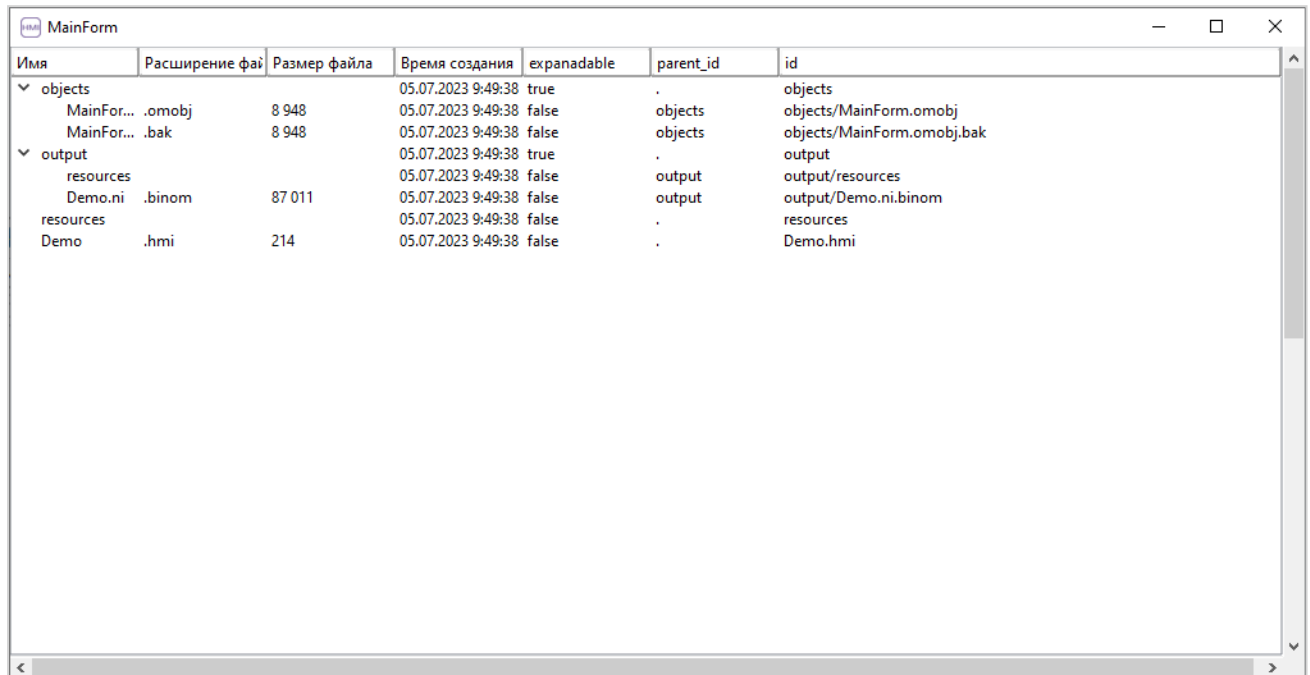 HMI MainForm
Имя Расширение фай Размер файла Время создания expanadable parent_id id
objects 05.07.2023 9:49:38 true . objects
MainFor... .omobj 8 948 05.07.2023 9:49:38 false objects objects/MainForm.omobj
MainFor... .bak 8 948 05.07.2023 9:49:38 false objects objects/MainForm.omobj.bak
output 05.07.2023 9:49:38 true . output
resources 05.07.2023 9:49:38 false output output/resources
Demo.ni .binom 87 011 05.07.2023 9:49:38 false output output/Demo.ni.binom
resources 05.07.2023 9:49:38 false . resources
Demo .hmi 214 05.07.2023 9:49:38 false . Demo.hmi